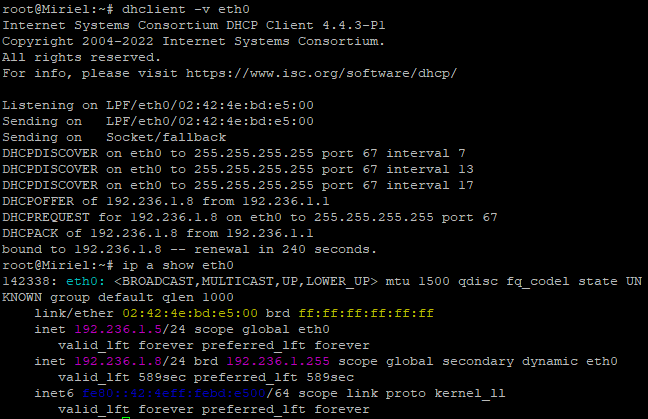 root@Miriel:~# dhclient -v eth0
Internet Systems Consortium DHCP Client 4.4.3-P1
Copyright 2004-2022 Internet Systems Consortium.
All rights reserved.
For info, please visit https://www.isc.org/software/dhcp/
Listening on LPF/eth0/02:42:4e:bd:e5:00
Sending on   LPF/eth0/02:42:4e:bd:e5:00
Sending on   Socket/fallback
DHCPDISCOVER on eth0 to 255.255.255.255 port 67 interval 7
DHCPDISCOVER on eth0 to 255.255.255.255 port 67 interval 13
DHCPDISCOVER on eth0 to 255.255.255.255 port 67 interval 17
DHCPOFFER of 192.236.1.8 from 192.236.1.1
DHCPREQUEST for 192.236.1.8 on eth0 to 255.255.255.255 port 67
DHCPACK of 192.236.1.8 from 192.236.1.1
bound to 192.236.1.8 -- renewal in 240 seconds.
root@Miriel:~# ip a show eth0
142338: eth0: <BROADCAST,MULTICAST,UP,LOWER_UP> mtu 1500 qdisc fq_codel state UN
KNOWN group default qlen 1000
    link/ether 02:42:4e:bd:e5:00 brd ff:ff:ff:ff:ff:ff
    inet 192.236.1.5/24 scope global eth0
       valid_lft forever preferred_lft forever
    inet 192.236.1.8/24 brd 192.236.1.255 scope global secondary dynamic eth0
       valid_lft 589sec preferred_lft 589sec
    inet6 fe80::42:4eff:febd:e500/64 scope link proto kernel_ll
       valid_lft forever preferred_lft forever